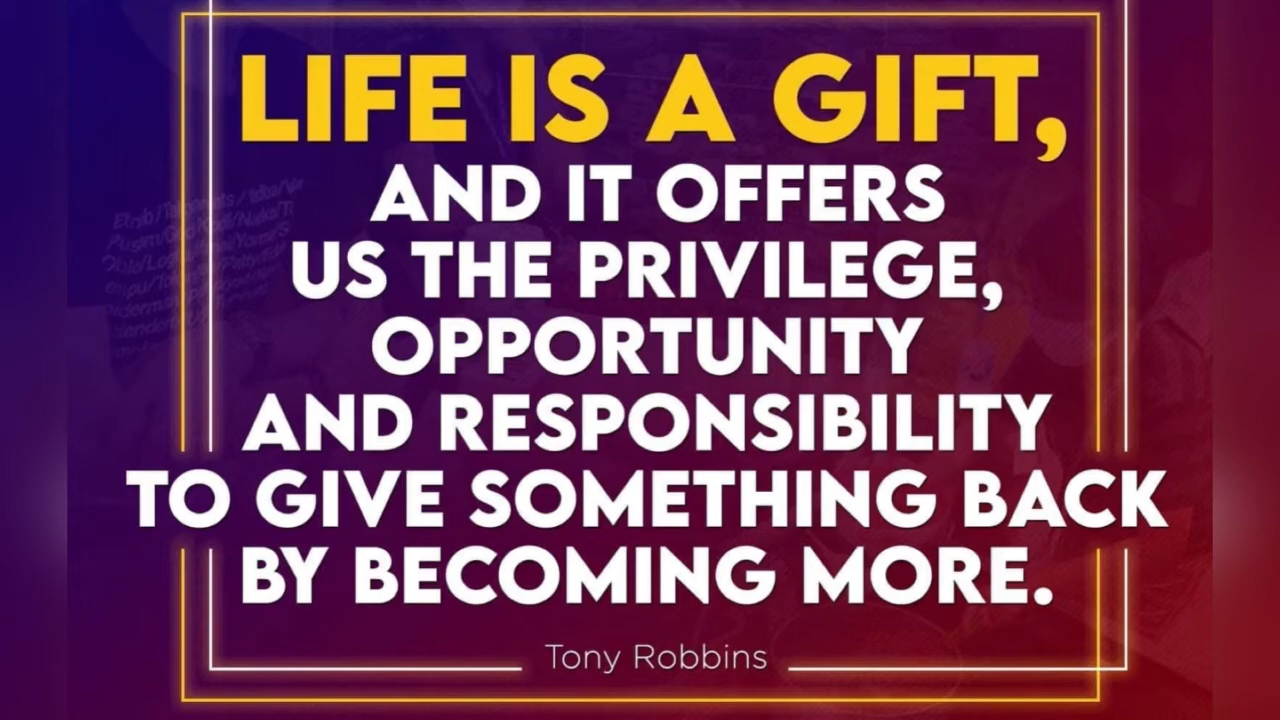 LIFE IS A GIFT,
AND IT OFFERS
US THE PRIVILEGE,
OPPORTUNITY
AND RESPONSIBILITY
TO GIVE SOMETHING BACK
BY BECOMING MORE.
Tony Robbins